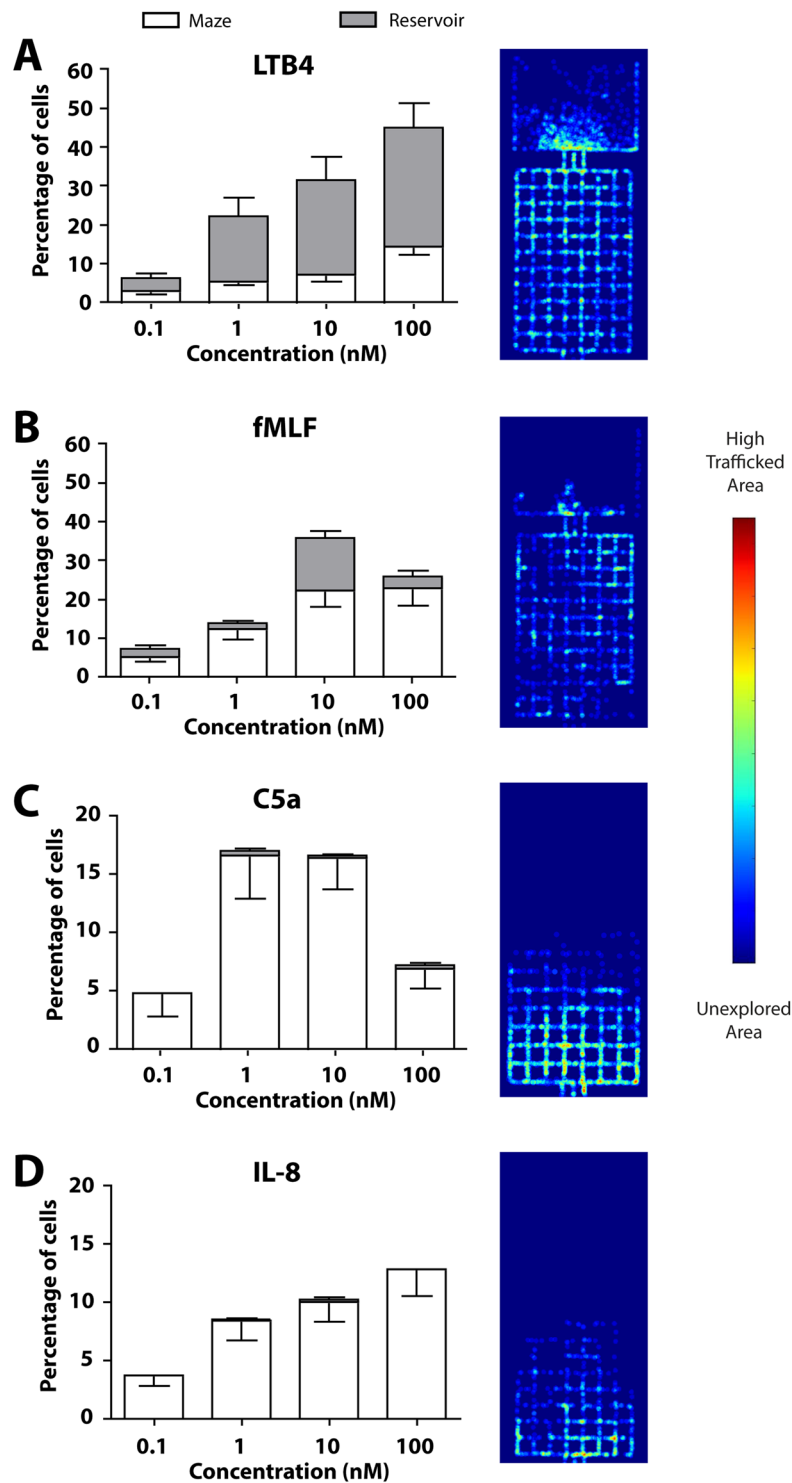 Maze Reservoir
A
LTB4
Percentage of cells
60
50
40
30
20
10
0
0.1 1 10 100
Concentration (nM)
B
fMLF
Percentage of cells
60
50
40
30
20
10
0
0.1 1 10 100
Concentration (nM)
High
Trafficked
Area
Unexplored
Area
C
C5a
Percentage of cells
20
15
10
5
0
0.1 1 10 100
Concentration (nM)
D
IL-8
Percentage of cells
20
15
10
5
0
0.1 1 10 100
Concentration (nM)